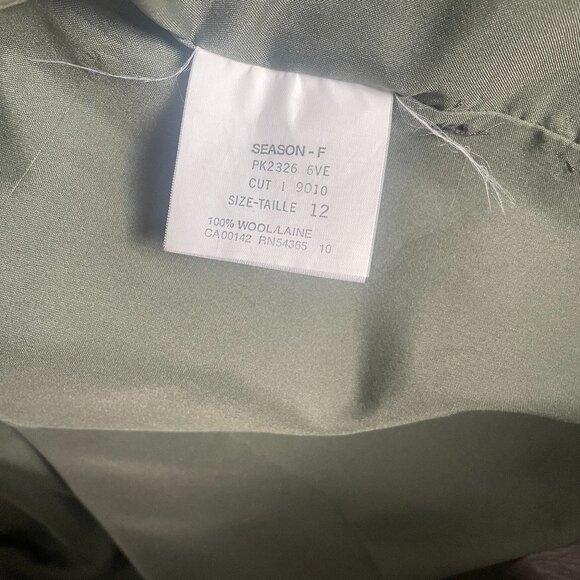 SEASON - F
PK2326 6VE
CUT I 9010
SIZE-TAILLE 12
100% WOOL/LAINE
CA00142 RN54365 10